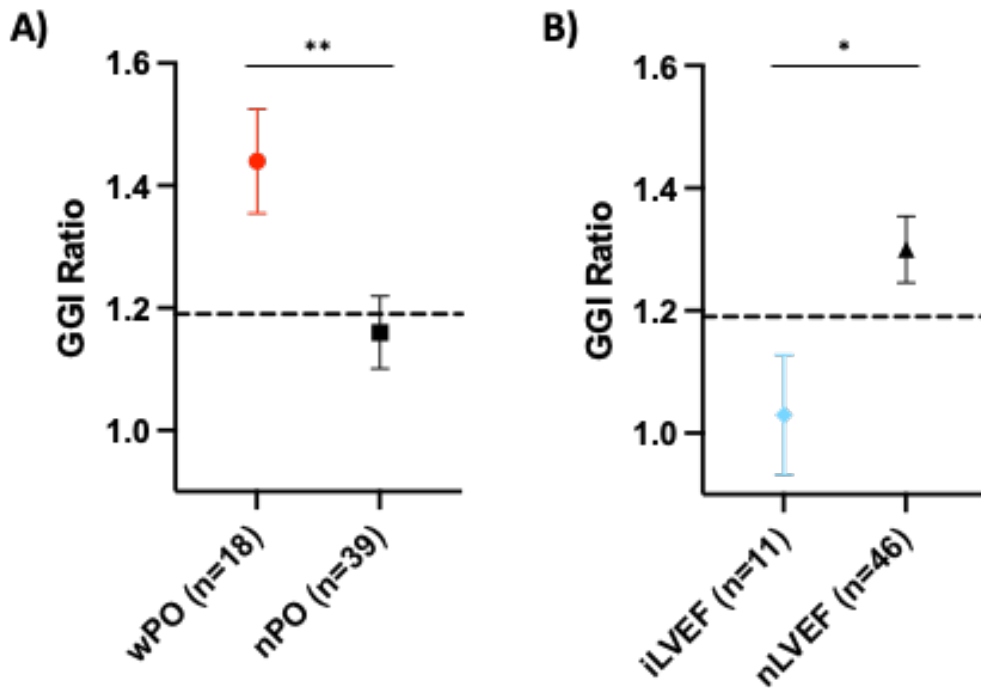 A)
**
1.6
1.4
1.2
1.0
GGI Ratio
wPO (n=18)
nPO (n=39)
B)
*
1.6
1.4
1.2
1.0
GGI Ratio
iLVEF (n=11)
nLVEF (n=46)